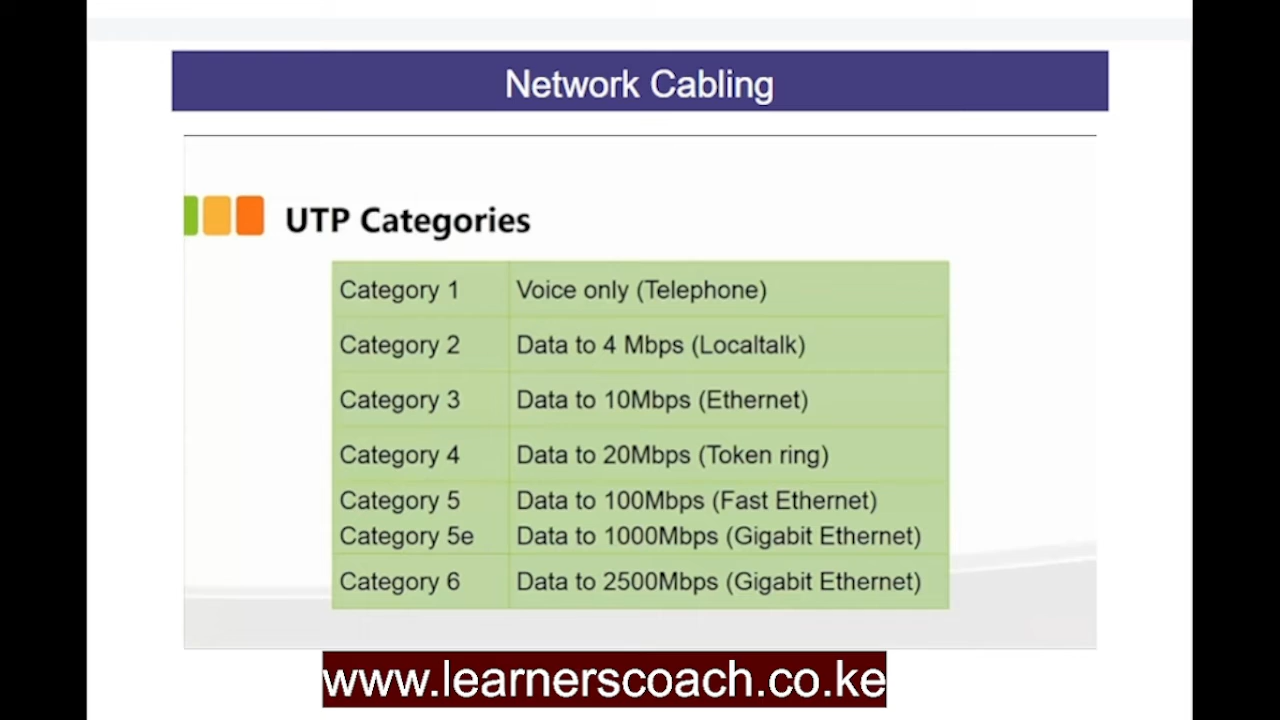 Network Cabling
UTP Categories
Category 1 Voice only (Telephone)
Category 2 Data to 4 Mbps (Localtalk)
Category 3 Data to 10Mbps (Ethernet)
Category 4 Data to 20Mbps (Token ring)
Category 5 Data to 100Mbps (Fast Ethernet)
Category 5e Data to 1000Mbps (Gigabit Ethernet)
Category 6 Data to 2500Mbps (Gigabit Ethernet)
www.learnerscoach.co.ke